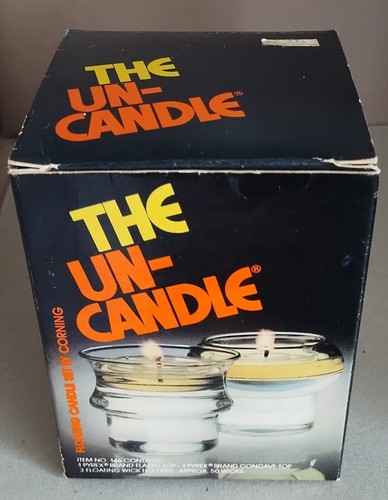 THE
UN-
CANDLE®
THE
UN-
CANDLE®
FLOATING CANDLE SET BY CORNING
ITEM NO. 146 CONTAINS:
1 PYREX® BRAND FLARED TOP - 1 PYREX® BRAND CONCAVE TOP
3 FLOATING WICK HOLDERS - APPROX. 50 WICKS